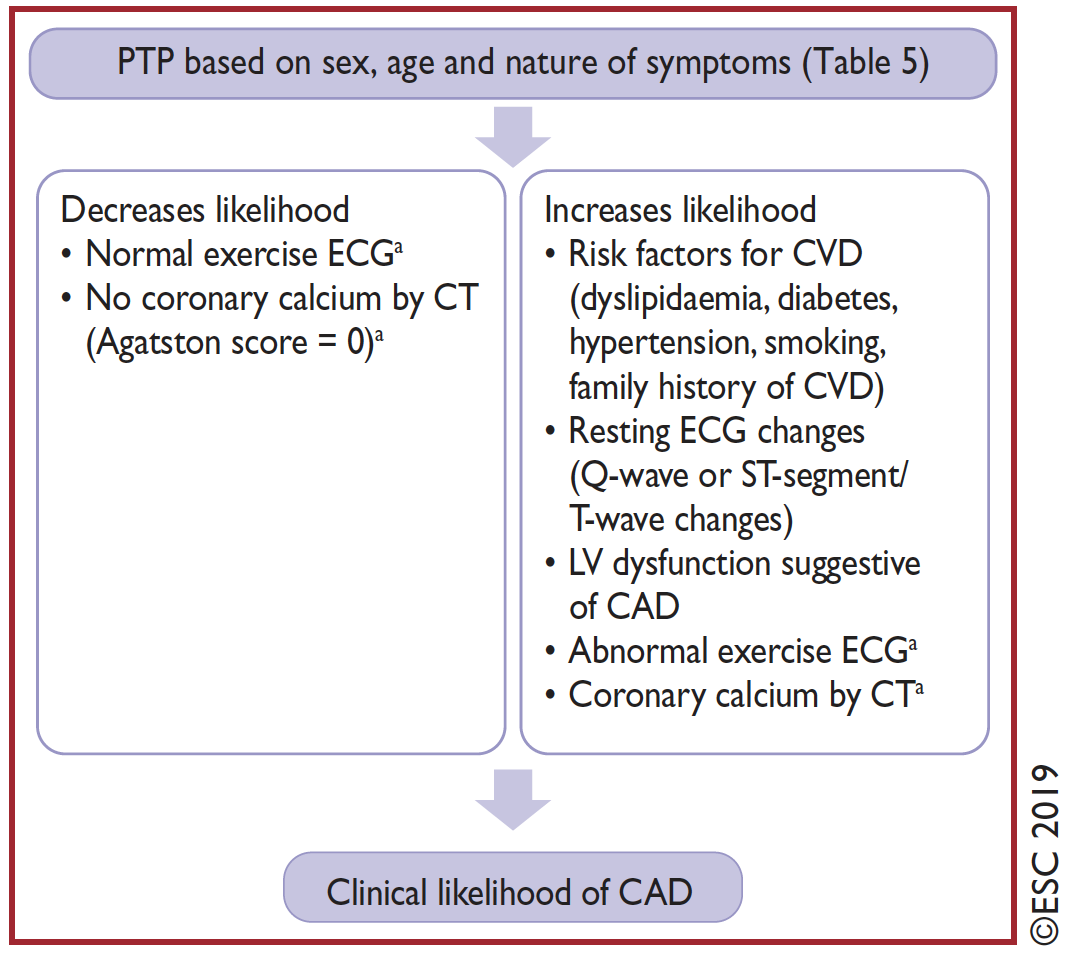 PTP based on sex, age and nature of symptoms (Table 5)
Decreases likelihood
• Normal exercise ECGᵃ
• No coronary calcium by CT
(Agatston score = 0)ᵃ
Increases likelihood
• Risk factors for CVD
(dyslipidaemia, diabetes,
hypertension, smoking,
family history of CVD)
• Resting ECG changes
(Q-wave or ST-segment/
T-wave changes)
• LV dysfunction suggestive
of CAD
• Abnormal exercise ECGᵃ
• Coronary calcium by CTᵃ
Clinical likelihood of CAD
©ESC 2019